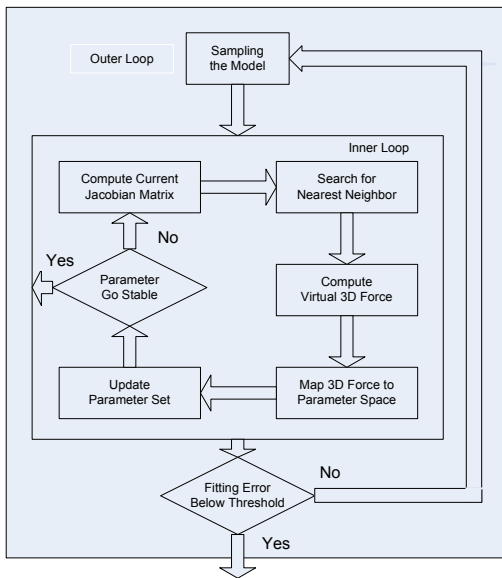 Outer Loop
Sampling
the Model
Inner Loop
Compute Current
Jacobian Matrix
Search for
Nearest Neighbor
No
Yes
Parameter
Go Stable
Compute
Virtual 3D Force
Update
Parameter Set
Map 3D Force to
Parameter Space
No
Fitting Error
Below Threshold
Yes